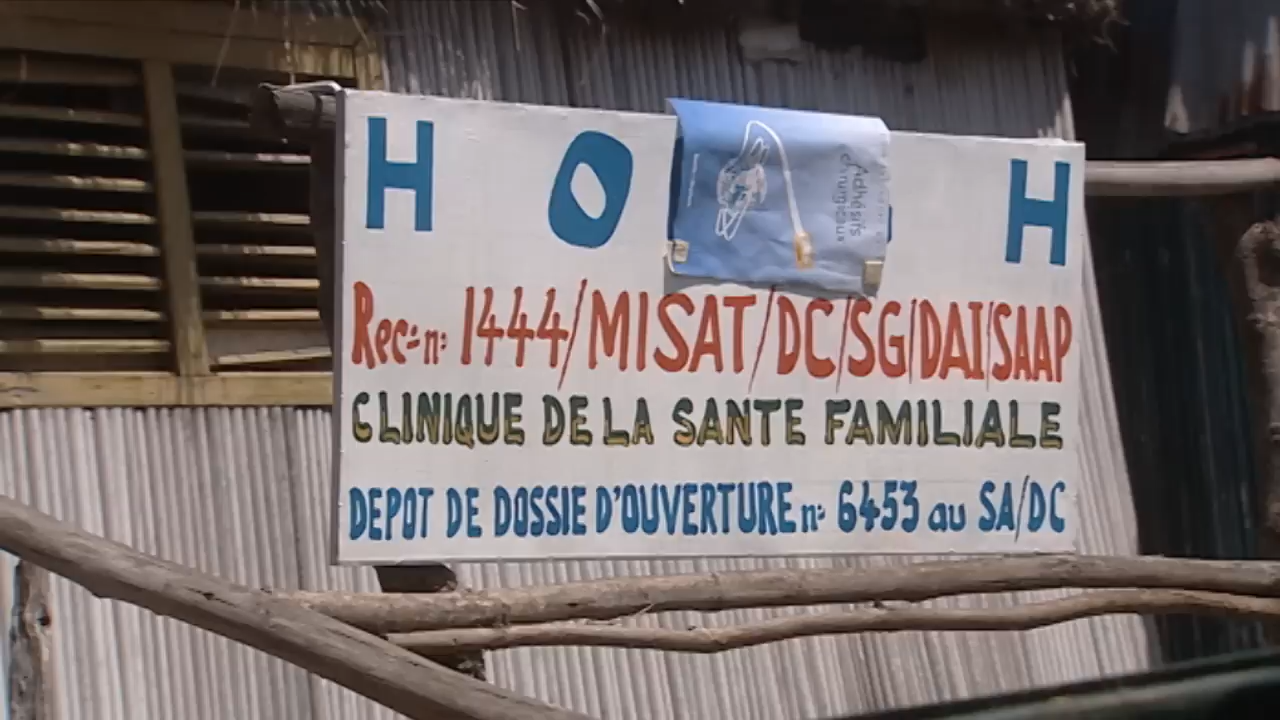 H O H
Rec: n: 1444/MISAT/DC/SG/DAI/SAAP
CLINIQUE DE LA SANTE FAMILIALE
DEPOT DE DOSSIE D'OUVERTURE n: 6453 au SA/DC
Adhésifs